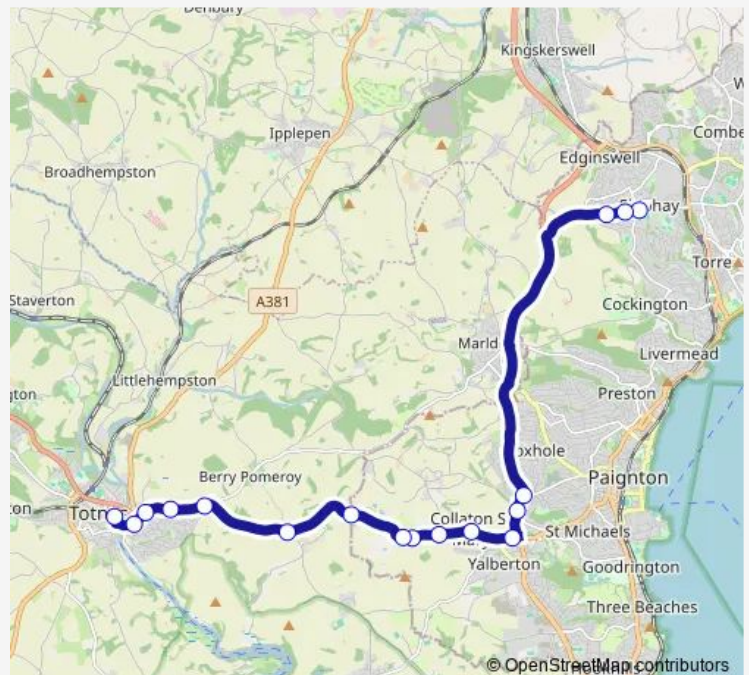 Denbury
Kingskerswell
Ipplepen
Combe
Edginswell
Broadhempston
Torre
Staverton
A381
Cockington
Marld
Livermead
Littlehempston
Preston
Berry Pomeroy
Paignton
Collaton S
St Michaels
Yalberton
Goodrington
Three Beaches
© OpenStreetMap contributors